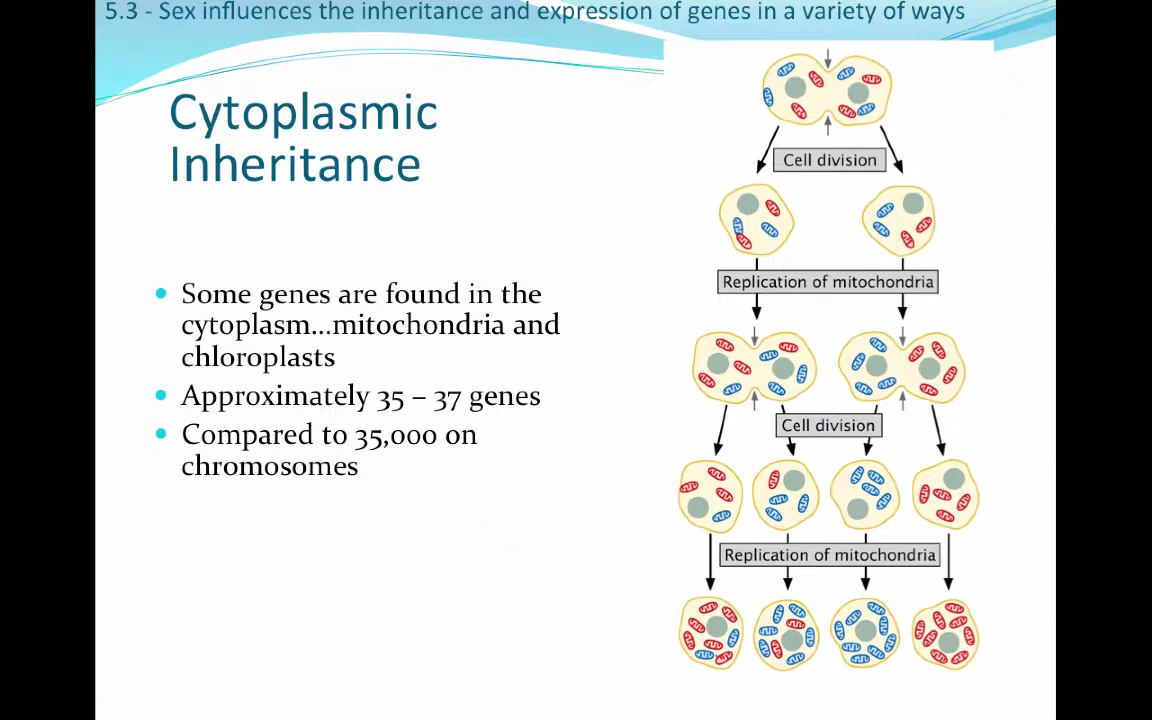 5.3 - Sex influences the inheritance and expression of genes in a variety of ways
Cytoplasmic
Inheritance
Some genes are found in the
cytoplasm...mitochondria and
chloroplasts
Approximately 35 – 37 genes
Compared to 35,000 on
chromosomes
Cell division
Replication of mitochondria
Cell division
Replication of mitochondria